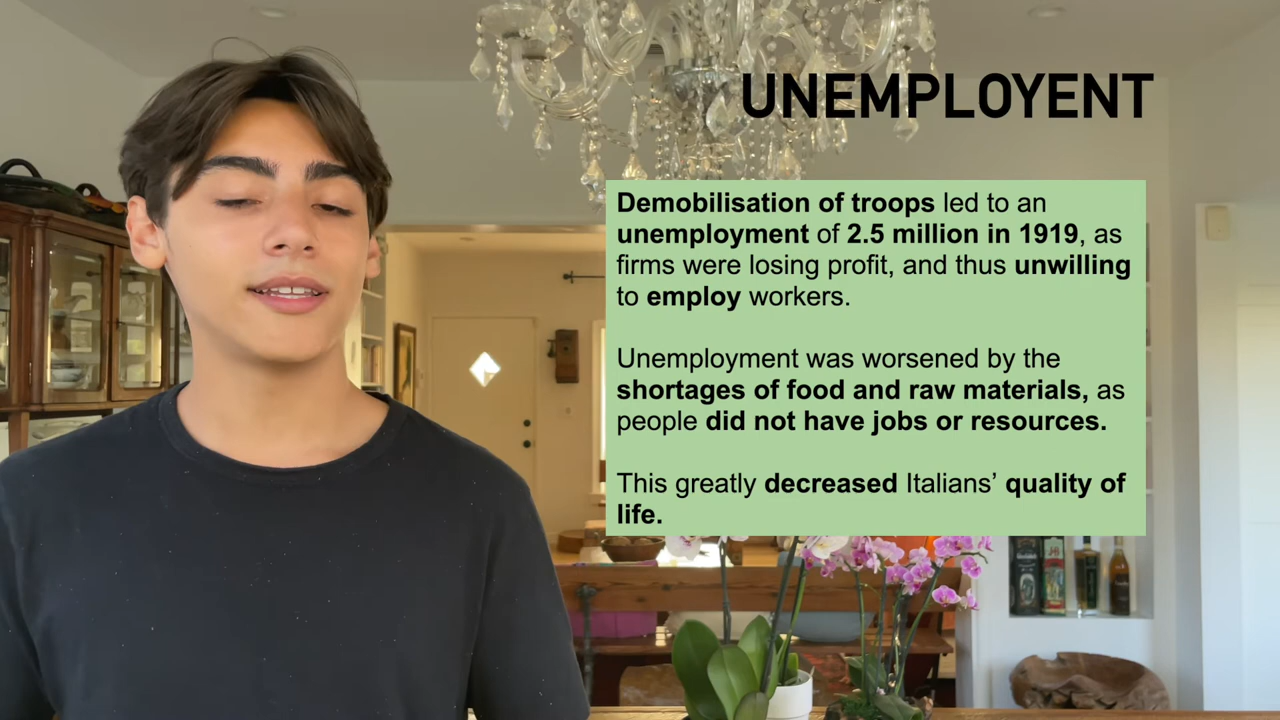 UNEMPLOYENT
Demobilisation of troops led to an
unemployment of 2.5 million in 1919, as
firms were losing profit, and thus unwilling
to employ workers.
Unemployment was worsened by the
shortages of food and raw materials, as
people did not have jobs or resources.
This greatly decreased Italians’ quality of
life.